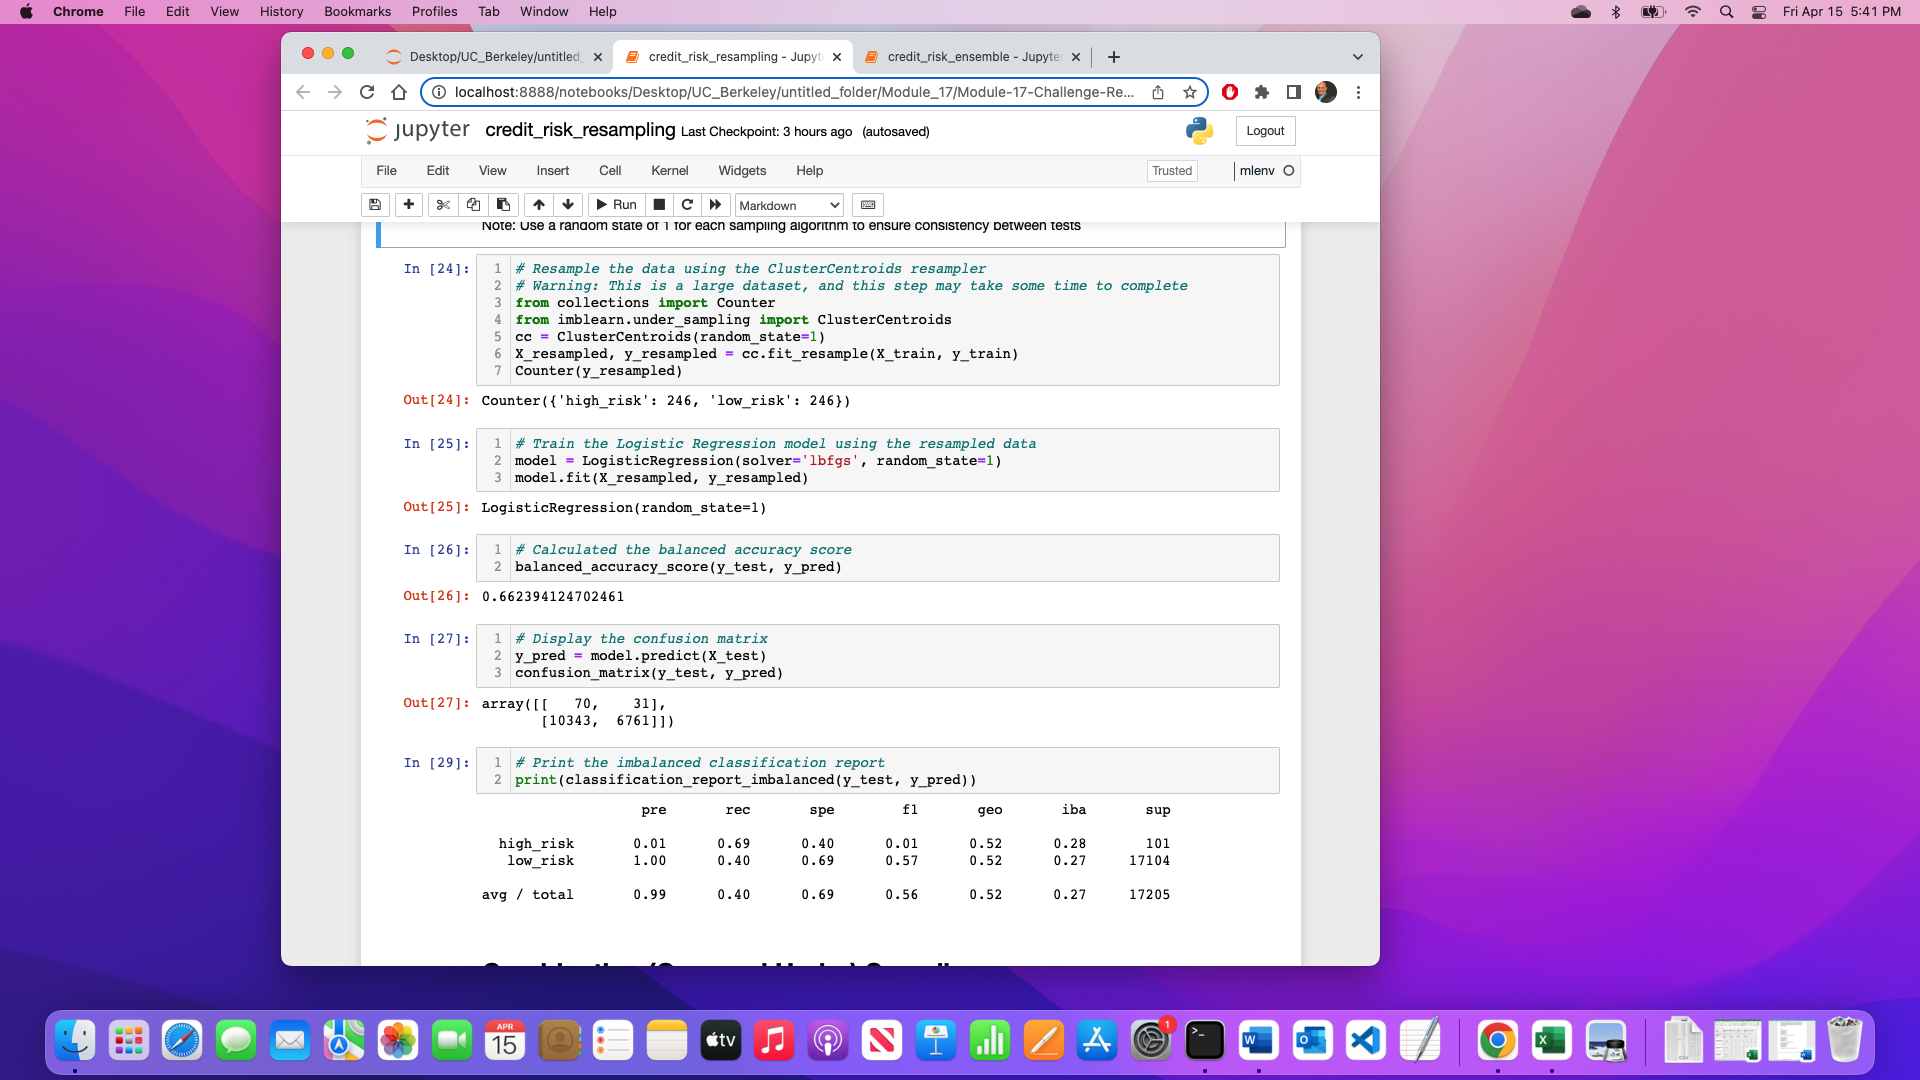 Chrome File Edit View History Bookmarks Profiles Tab Window Help Fri Apr 15 5:41 PM
Desktop/UC_Berkeley/untitled_ credit_risk_resampling - Jupyt credit_risk_ensemble - Jupyte
localhost:8888/notebooks/Desktop/UC_Berkeley/untitled_folder/Module_17/Module-17-Challenge-Re...
jupyter credit_risk_resampling Last Checkpoint: 3 hours ago (autosaved) Logout
File Edit View Insert Cell Kernel Widgets Help Trusted mlenv
Run Markdown
Note: Use a random state of 1 for each sampling algorithm to ensure consistency between tests
In [24]: 1 # Resample the data using the ClusterCentroids resampler
2 # Warning: This is a large dataset, and this step may take some time to complete
3 from collections import Counter
4 from imblearn.under_sampling import ClusterCentroids
5 cc = ClusterCentroids(random_state=1)
6 X_resampled, y_resampled = cc.fit_resample(X_train, y_train)
7 Counter(y_resampled)
Out[24]: Counter({'high_risk': 246, 'low_risk': 246})
In [25]: 1 # Train the Logistic Regression model using the resampled data
2 model = LogisticRegression(solver='lbfgs', random_state=1)
3 model.fit(X_resampled, y_resampled)
Out[25]: LogisticRegression(random_state=1)
In [26]: 1 # Calculated the balanced accuracy score
2 balanced_accuracy_score(y_test, y_pred)
Out[26]: 0.662394124702461
In [27]: 1 # Display the confusion matrix
2 y_pred = model.predict(X_test)
3 confusion_matrix(y_test, y_pred)
Out[27]: array([[ 70, 31],
[10343, 6761]])
In [29]: 1 # Print the imbalanced classification report
2 print(classification_report_imbalanced(y_test, y_pred))
pre rec spe f1 geo iba sup
high_risk 0.01 0.69 0.40 0.01 0.52 0.28 101
low_risk 1.00 0.40 0.69 0.57 0.52 0.27 17104
avg / total 0.99 0.40 0.69 0.56 0.52 0.27 17205
APR
15
tv
1